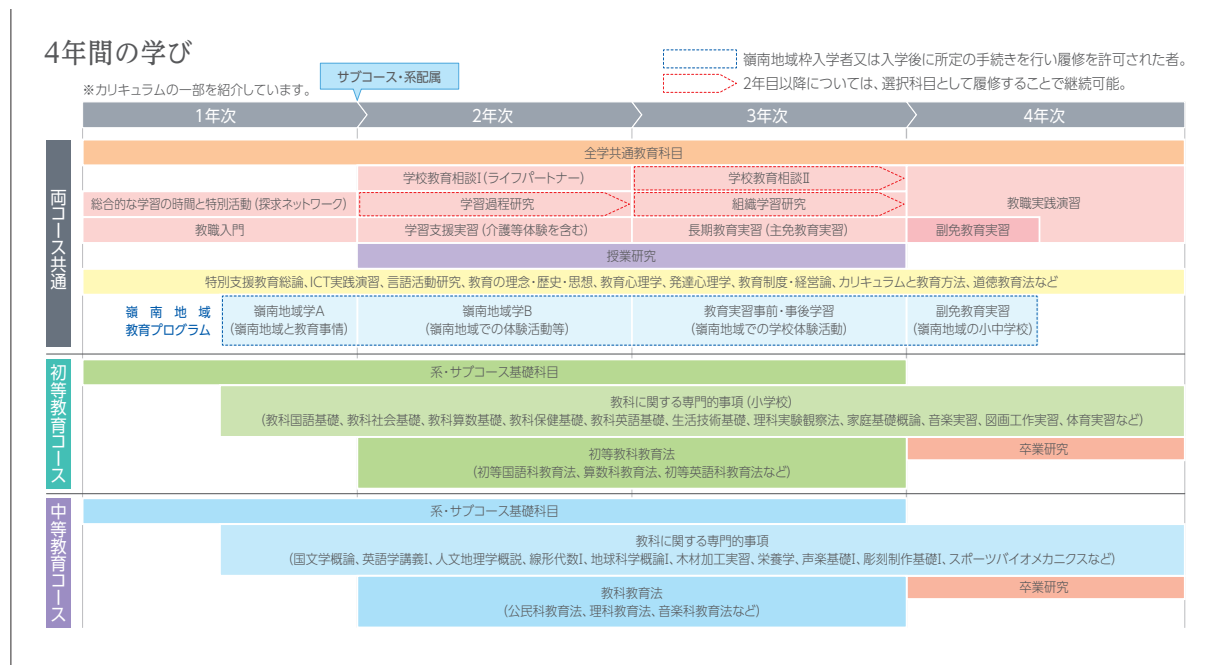 4年間の学び
※カリキュラムの一部を紹介しています。
サブコース・系配属
嶺南地域枠入学者又は入学後に所定の手続きを行い履修を許可された者。
2年目以降については、選択科目として履修することで継続可能。
1年次
2年次
3年次
4年次
両コース共通
全学共通教育科目
学校教育相談Ⅰ(ライフパートナー)
学校教育相談Ⅱ
総合的な学習の時間と特別活動(探求ネットワーク)
学習過程研究
組織学習研究
教職実践演習
教職入門
学習支援実習(介護等体験を含む)
長期教育実習(主免教育実習)
副免教育実習
授業研究
特別支援教育総論、ICT実践演習、言語活動研究、教育の理念・歴史・思想、教育心理学、発達心理学、教育制度・経営論、カリキュラムと教育方法、道徳教育法など
嶺南地域
教育プログラム
嶺南地域学A
(嶺南地域と教育事情)
嶺南地域学B
(嶺南地域での体験活動等)
教育実習事前・事後学習
(嶺南地域での学校体験活動)
副免教育実習
(嶺南地域の小中学校)
初等教育コース
系・サブコース基礎科目
教科に関する専門的事項(小学校)
(教科国語基礎、教科社会基礎、教科算数基礎、教科保健基礎、教科英語基礎、生活技術基礎、理科実験観察法、家庭基礎概論、音楽実習、図画工作実習、体育実習など)
初等教科教育法
(初等国語科教育法、算数科教育法、初等英語科教育法など)
卒業研究
中等教育コース
系・サブコース基礎科目
教科に関する専門的事項
(国文学概論、英語学講義Ⅰ、人文地理学概説、線形代数Ⅰ、地球科学概論Ⅰ、木材加工実習、栄養学、声楽基礎Ⅰ、彫刻制作基礎Ⅰ、スポーツバイオメカニクスなど)
教科教育法
(公民科教育法、理科教育法、音楽科教育法など)
卒業研究